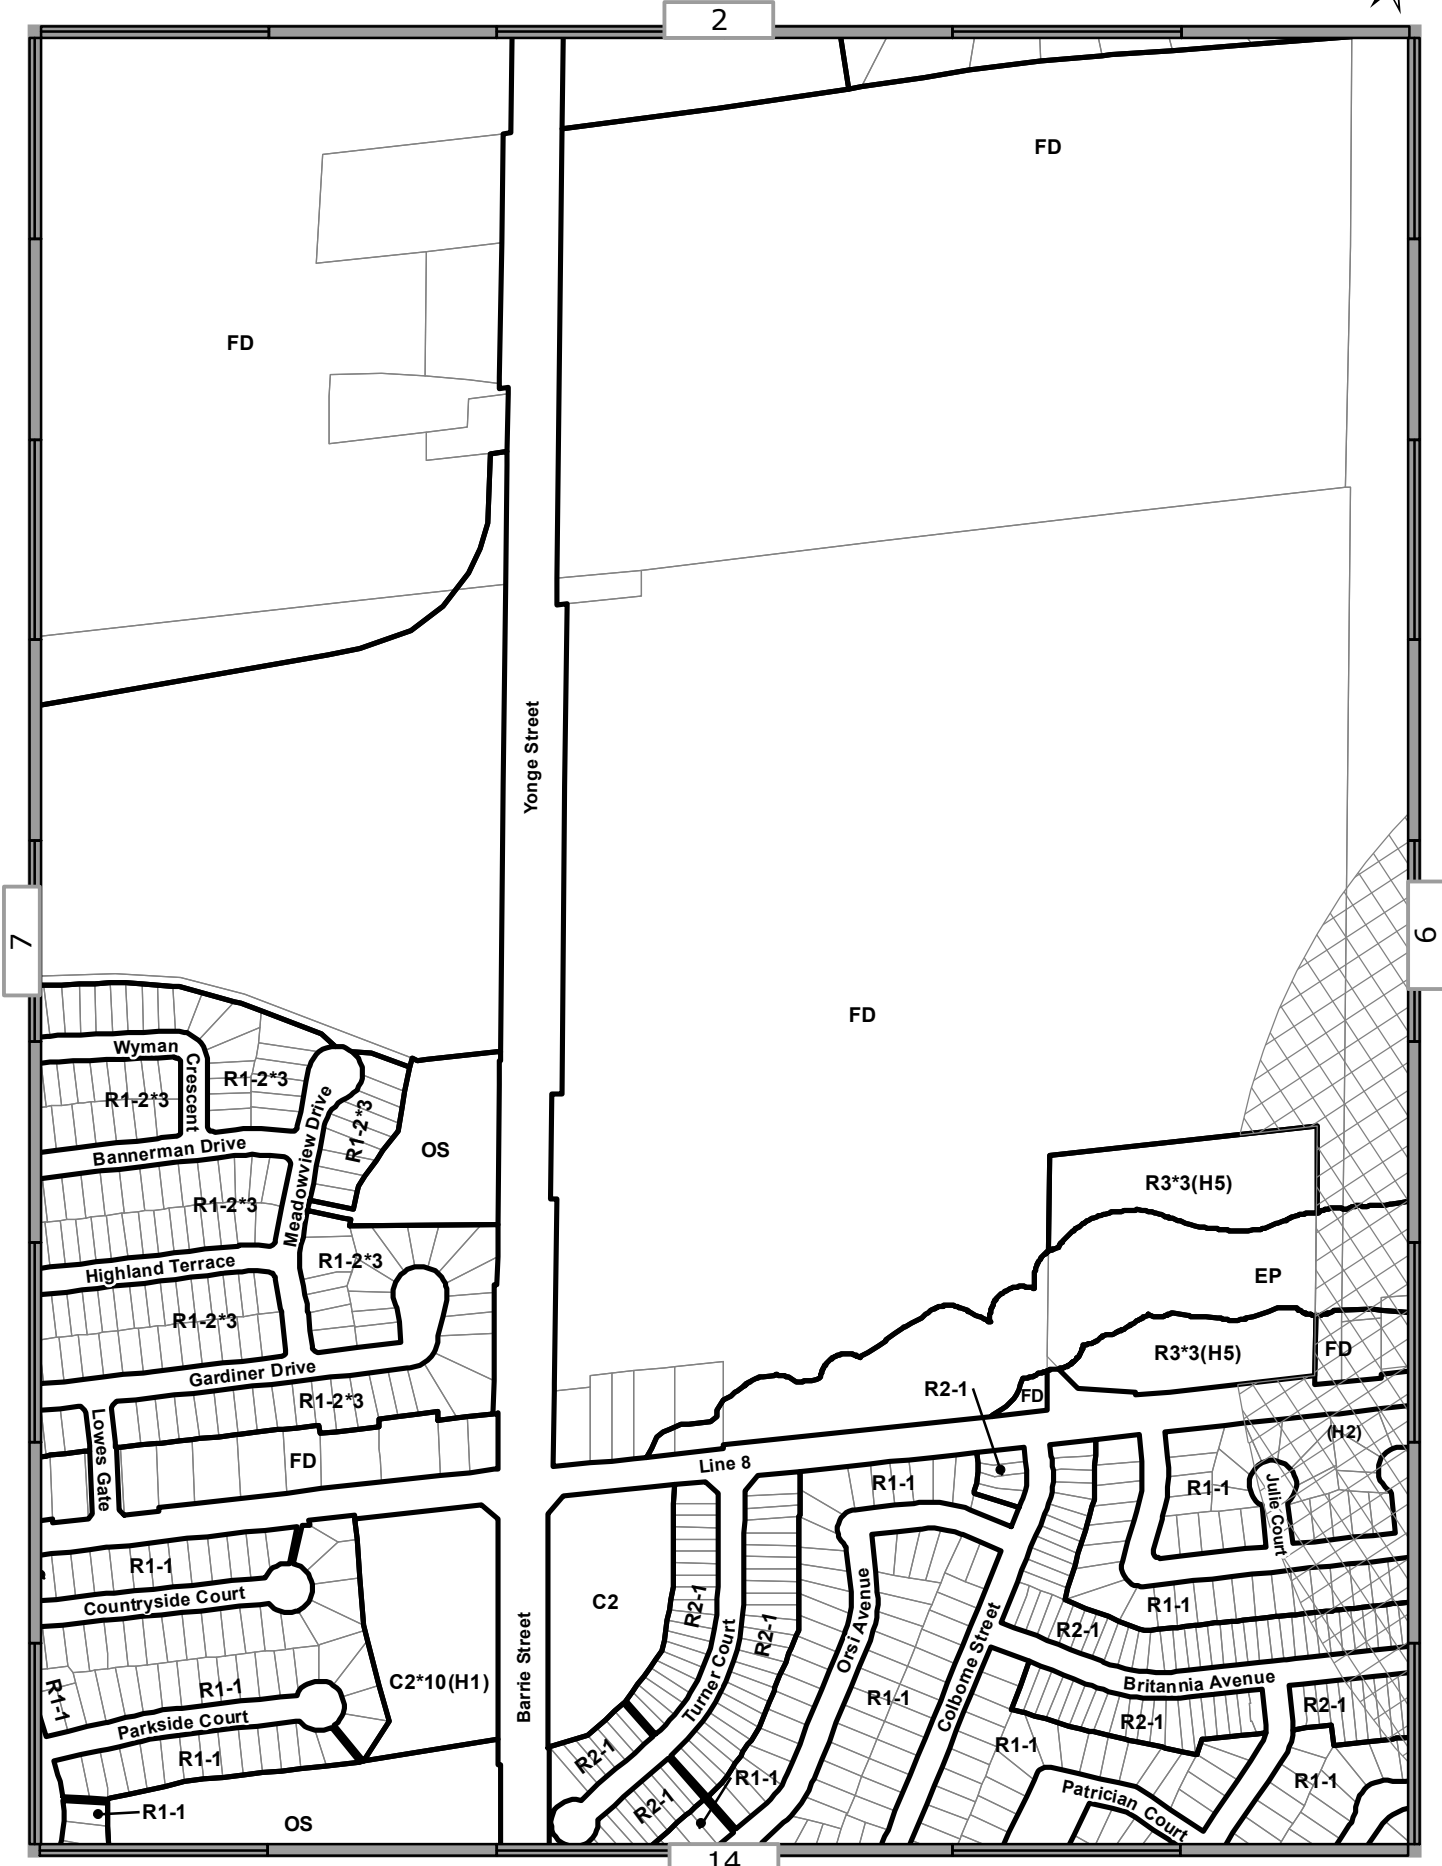 2
FD
FD
Yonge Street
7
6
FD
Wyman
Crescent
R1-2*3
R1-2*3
R1-2*3
Meadowview Drive
Bannerman Drive
OS
R1-2*3
R3*3(H5)
Highland Terrace
R1-2*3
EP
R1-2*3
R3*3(H5)
FD
Gardiner Drive
R1-2*3
R2-1
FD
Lowes Gate
FD
Line 8
(H2)
R1-1
R1-1
Julie Court
R1-1
Countryside Court
C2
R2-1
R2-1
Orsi Avenue
R1-1
R2-1
Barrie Street
Turner Court
Colborne Street
R1-1
R1-1
C2*10(H1)
R1-1
Britannia Avenue
R2-1
R2-1
Parkside Court
R1-1
R2-1
R1-1
R1-1
R2-1
R1-1
Patrician Court
R1-1
OS
14